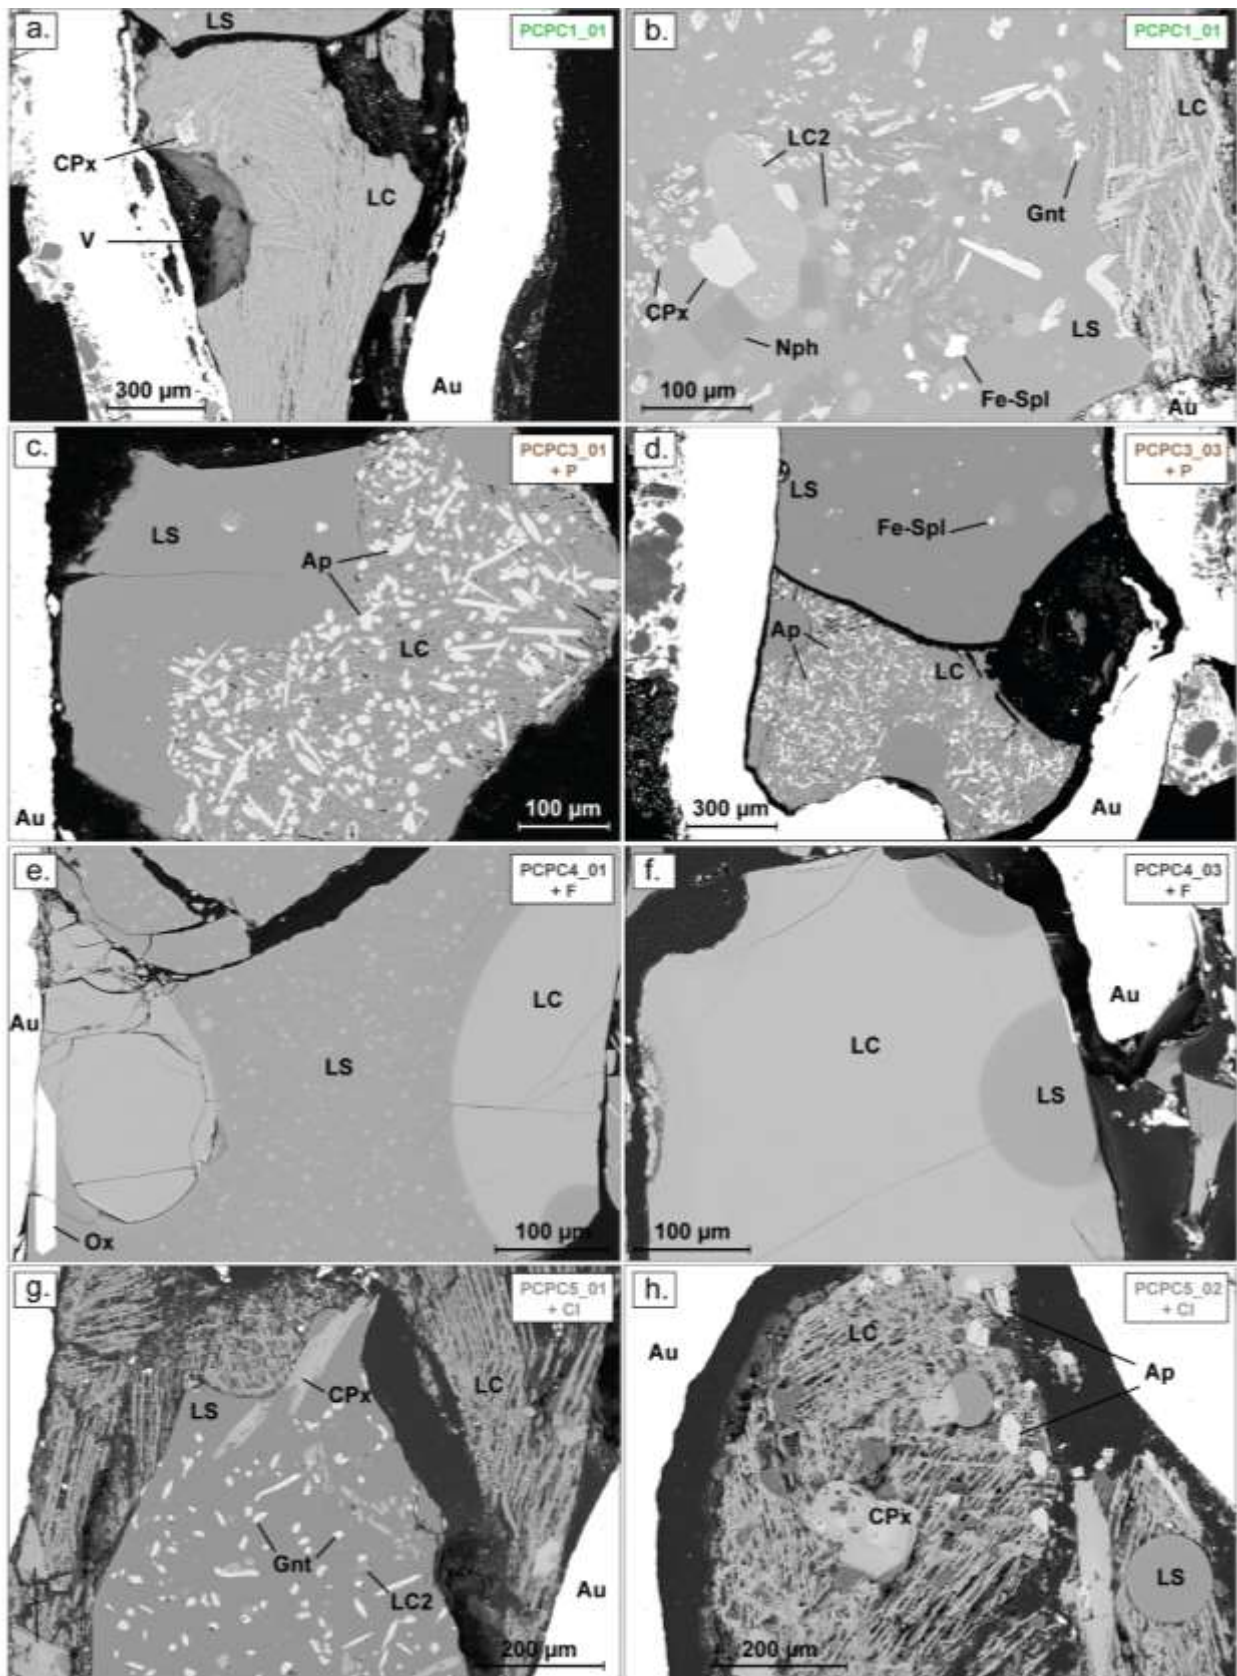 a.
LS
PCPC1_01
CPx
LC
V
300 µm
Au
b.
PCPC1_01
LC
LC2
Gnt
CPx
LS
Nph
Fe-Spl
100 µm
Au
c.
PCPC3_01
+ P
LS
Ap
LC
Au
100 µm
d.
PCPC3_03
+ P
LS
Fe-Spl
Ap
LC
300 µm
Au
e.
PCPC4_01
+ F
LC
Au
LS
Ox
100 µm
f.
PCPC4_03
+ F
Au
LC
LS
100 µm
g.
PCPC5_01
+ Cl
LC
CPx
LS
Gnt
LC2
Au
200 µm
h.
PCPC5_02
+ Cl
LC
Au
Ap
CPx
LS
200 µm